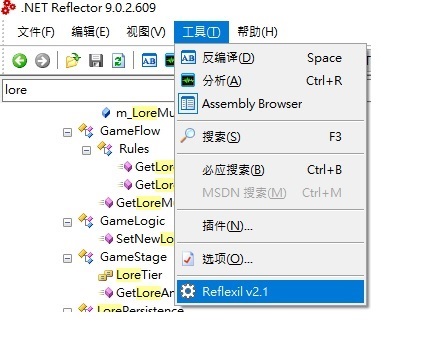 .NET Reflector 9.0.2.609
文件(F) 编辑(E) 视图(V) 工具(T) 帮助(H)
反编译(D) Space
lore
分析(A) Ctrl+R
Assembly Browser
m_LoreMu
GameFlow
搜索(S) F3
Rules
GetLore
必应搜索(B) Ctrl+B
GetLore
MSDN 搜索(M) Ctrl+M
GetLoreM
GameLogic
插件(N)...
SetNewLo
GameStage
选项(O)...
LoreTier
GetLoreAr
Reflexil v2.1
LorePersistence